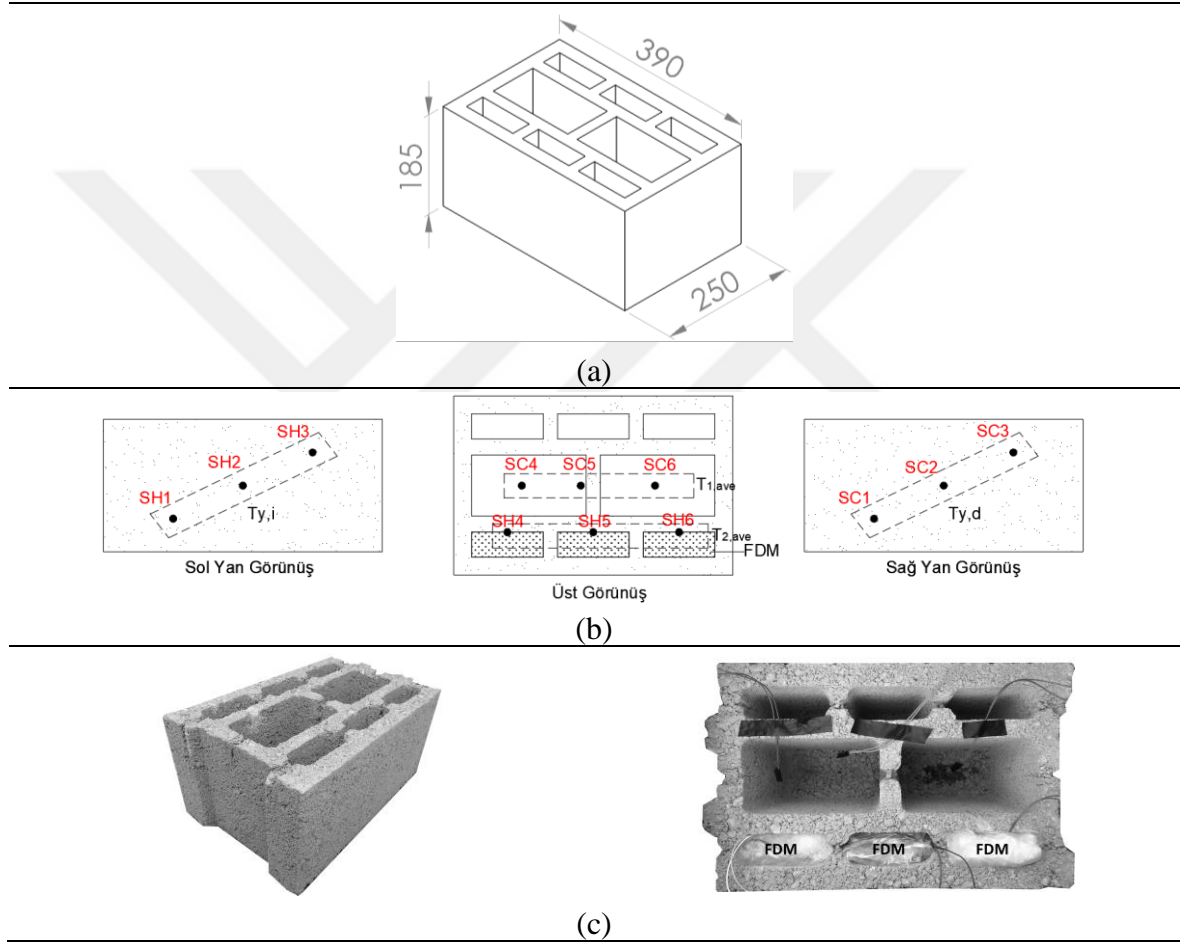 390
185
250
(a)
SH3
SH2
SH1
Ty,i
Sol Yan Görünüş
SC4 SC5 SC6
T1,ave
SH4 SH5 SH6
T2,ave
FDM
Üst Görünüş
SC3
SC2
SC1
Ty,d
Sağ Yan Görünüş
(b)
FDM FDM FDM
(c)